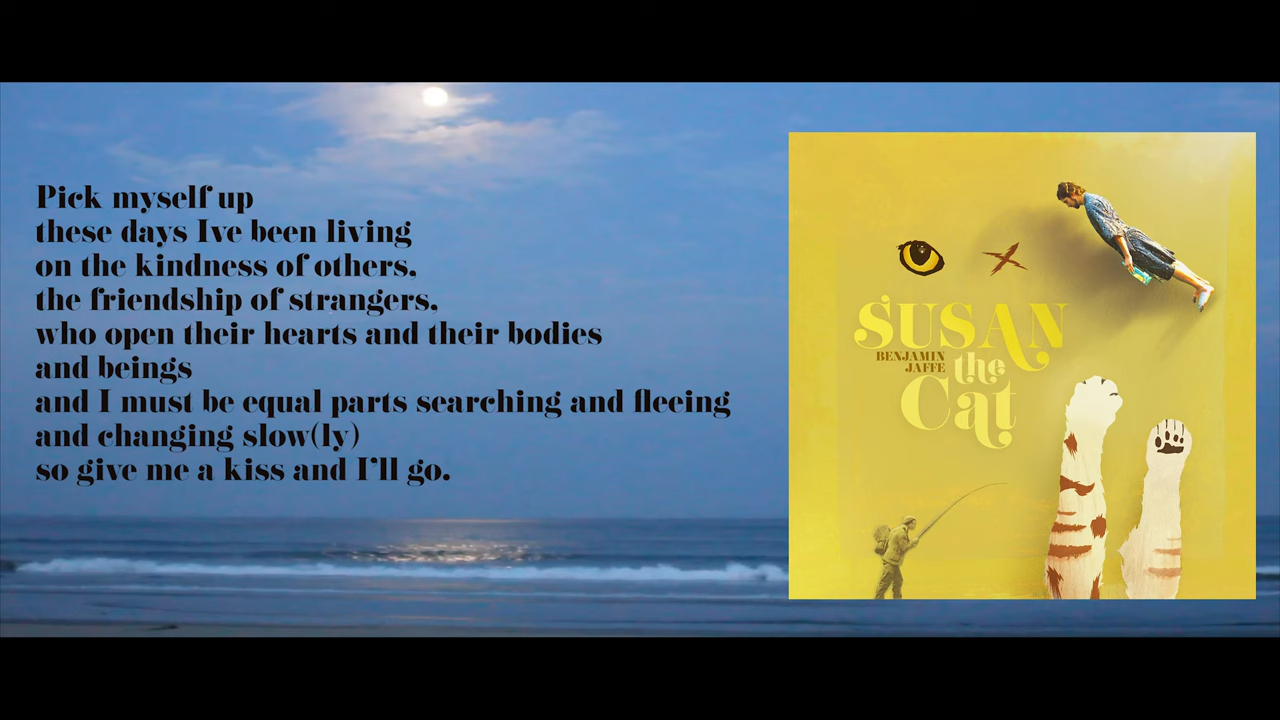 Pick myself up
these days Ive been living
on the kindness of others,
the friendship of strangers,
who open their hearts and their bodies
and beings
and I must be equal parts searching and fleeing
and changing slow(ly)
so give me a kiss and I'll go.
SUSAN
BENJAMIN
JAFFE
the
Cat